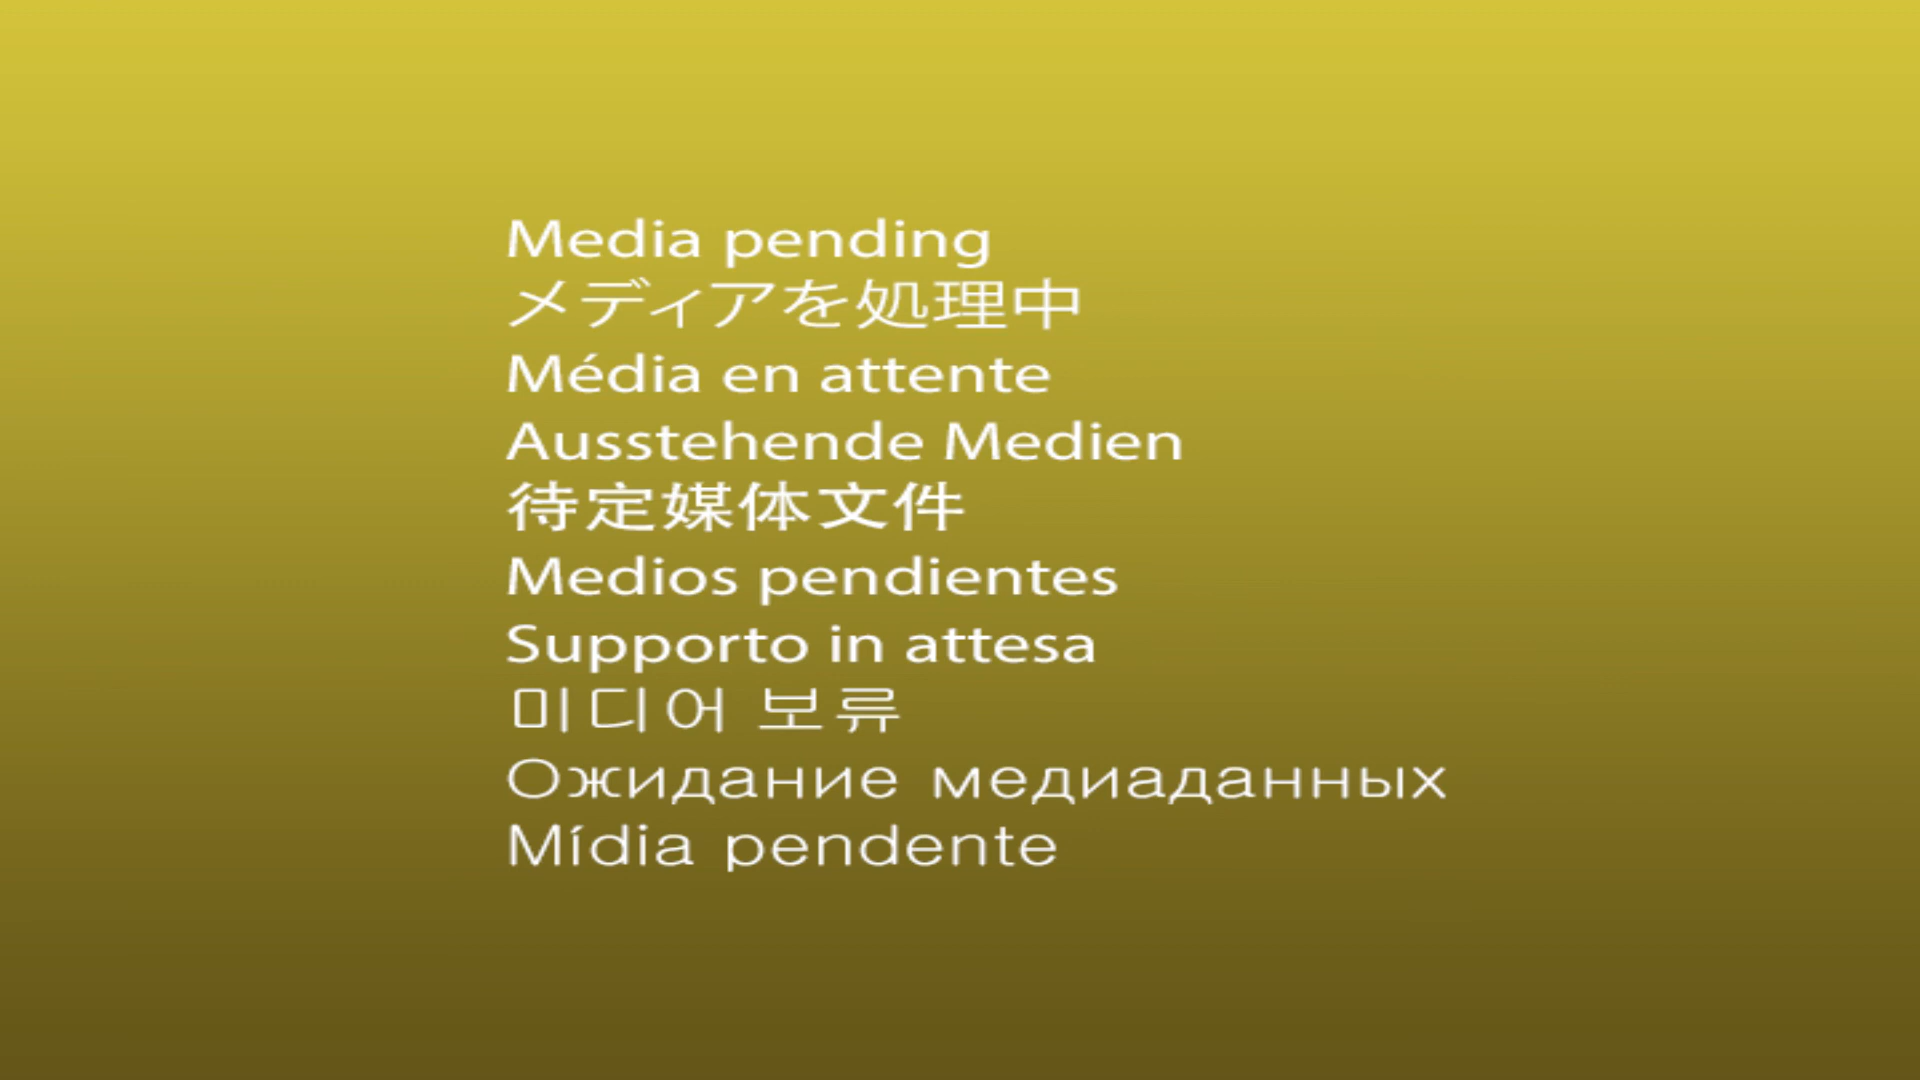 Media pending
メディアを処理中
Média en attente
Ausstehende Medien
待定媒体文件
Medios pendientes
Supporto in attesa
미디어 보류
Ожидание медиаданных
Mídia pendente